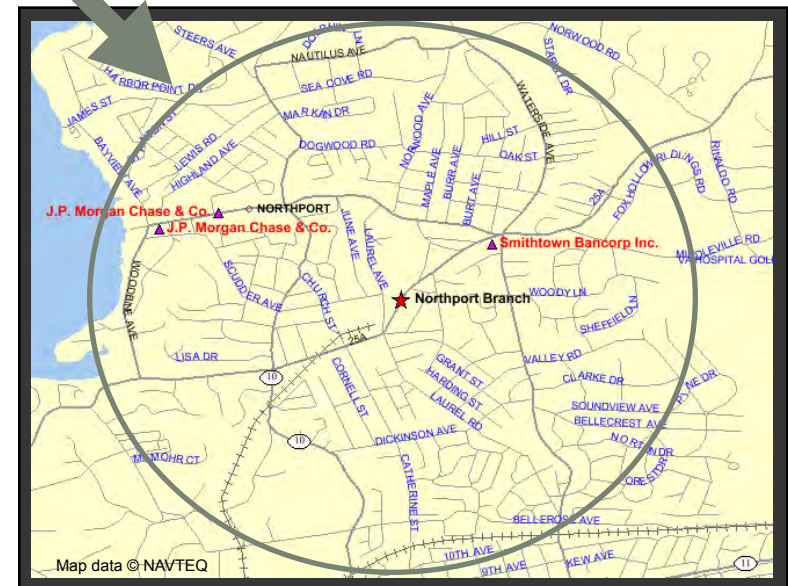 STEERS AVE
NAUTILUS AVE
NORWOOD RD
HARBOR POINT DR
SEA COVE RD
WATERSIDE AVE
JAMES ST
MARKAN DR
NORWOOD AVE
HILL ST
BAYVIEW AVE
LEWIS RD
DOGWOOD RD
MAPLE AVE
BURR AVE
BURT AVE
OAK ST
HIGHLAND AVE
25A
FOX HOLLOW
RINALDO RD
J.P. Morgan Chase & Co.
NORTHPORT
J.P. Morgan Chase & Co.
JUNE AVE
LAUREL AVE
Smithtown Bancorp Inc.
MIDDLEVILLE RD
VA HOSPITAL GOL
WOODBINE AVE
SCUDDER AVE
CHURCH ST
Northport Branch
WOODY LN
SHEFFIELD LN
25A
LISA DR
VALLEY RD
10
CORNELL ST
GRANT ST
HARDING ST
LAUREL RD
CLARKE DR
SOUNDVIEW AVE
BELLECREST AVE
10
DICKINSON AVE
NORTON DR
CATHERINE ST
BELLEROSE AVE
Map data © NAVTEQ
10TH AVE
9TH AVE
KEW AVE
11